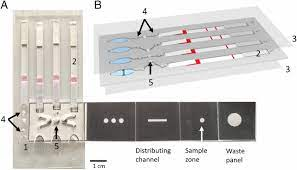 A
B
4
2
3
1
5
2
3
4
1
5
1 cm
Distributing
channel
Sample
zone
Waste
panel